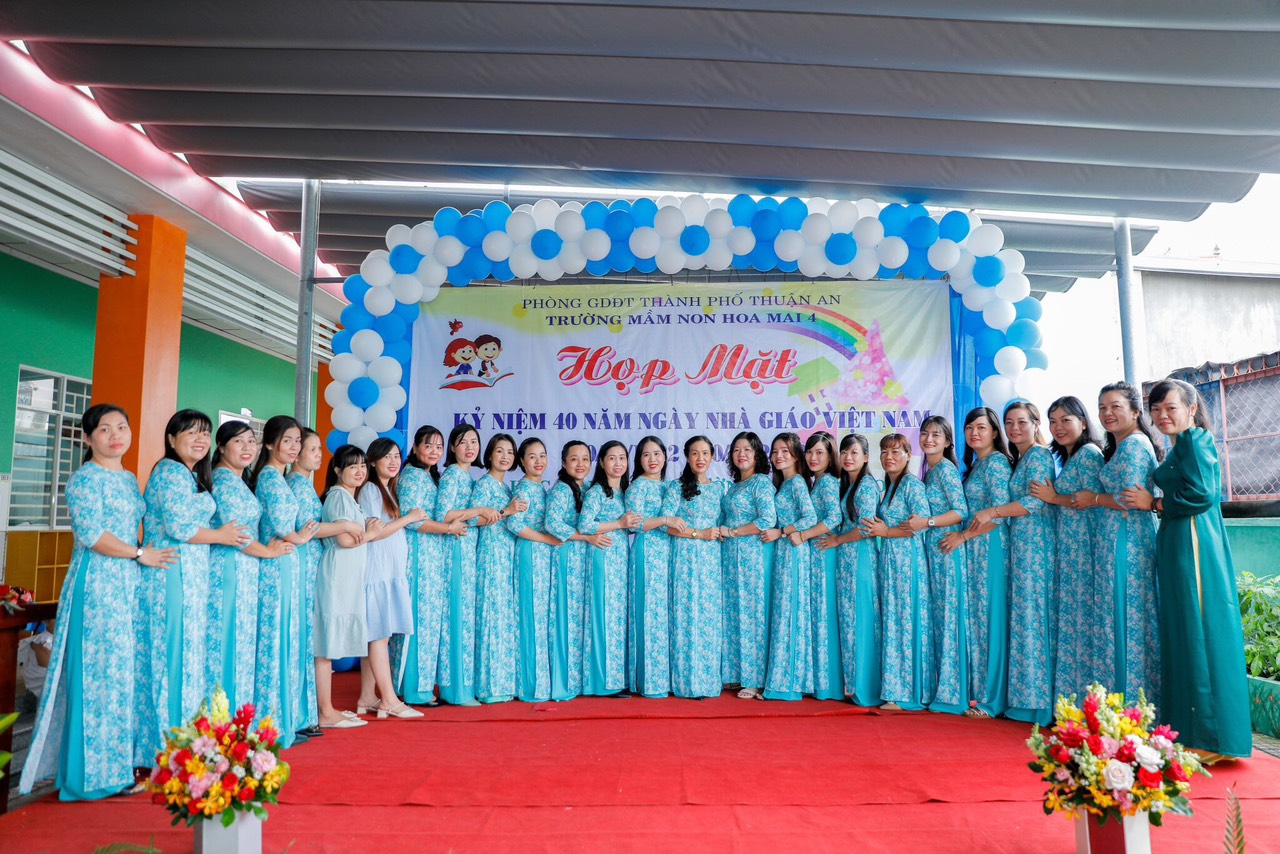 PHÒNG GDĐT THÀNH PHỐ THUẬN AN
TRƯỜNG MẦM NON HOA MAI 4
Họp Mặt
KỶ NIỆM 40 NĂM NGÀY NHÀ GIÁO VIỆT NAM